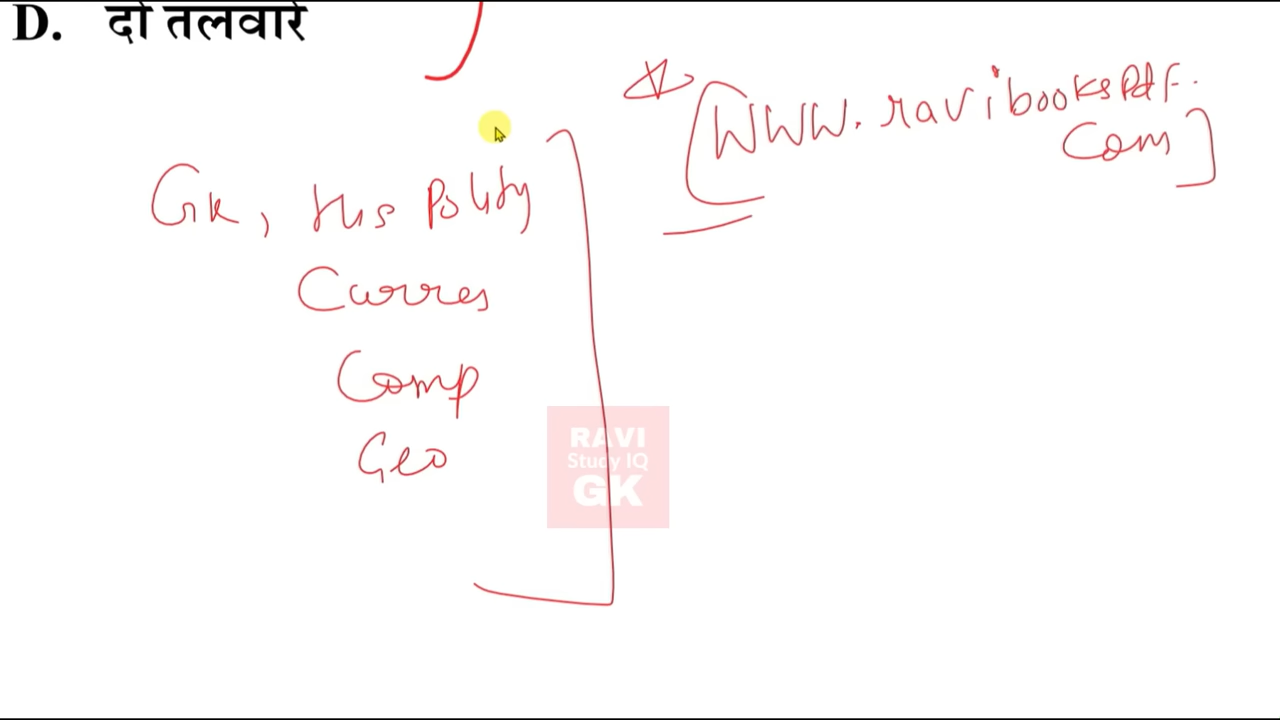 D. दो तलवारे
www.ravibooksPdf.
Com
GK, His Polity
Curres
Comp
Geo
RAVI
Study IQ
GK